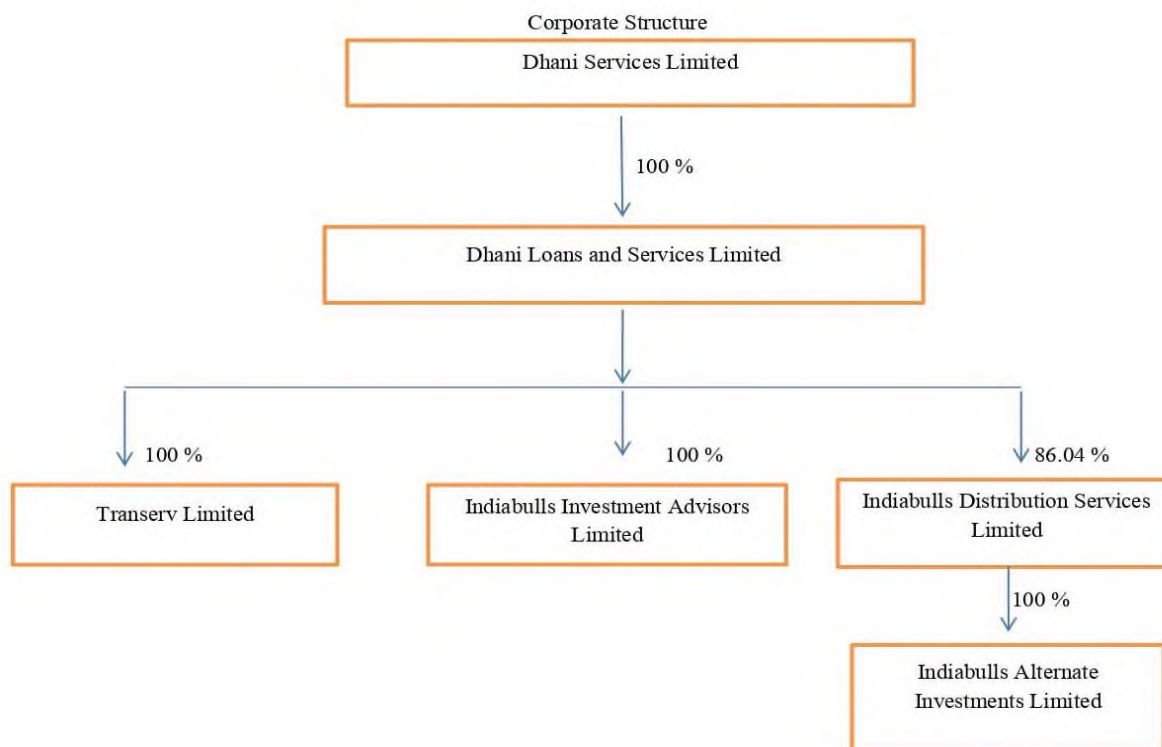 Corporate Structure
Dhani Services Limited
100 %
Dhani Loans and Services Limited
100 %
100 %
86.04 %
Transerv Limited
Indiabulls Investment Advisors
Limited
Indiabulls Distribution Services
Limited
100 %
Indiabulls Alternate
Investments Limited